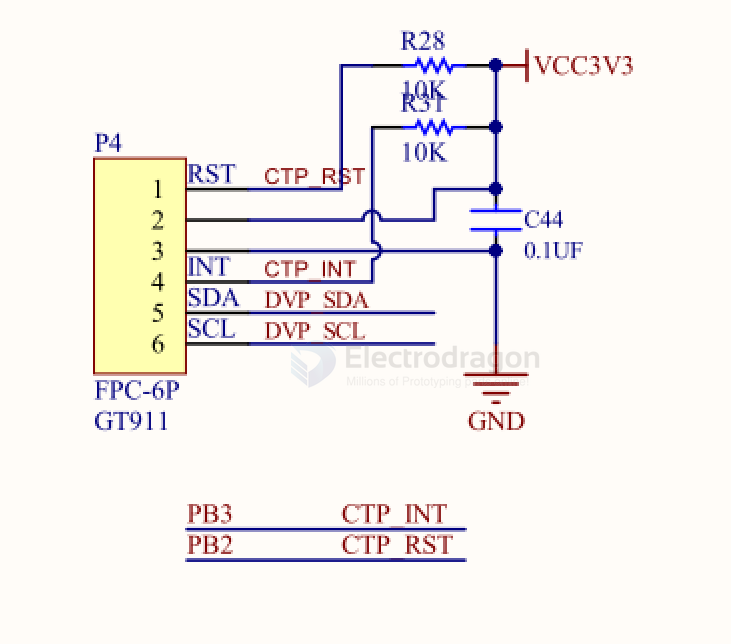 R28
VCC3V3
10K
R31
10K
P4
RST CTP_RST
1
2
C44
3
0.1UF
INT CTP_INT
4
SDA DVP_SDA
5
SCL DVP_SCL
6
Electrodragon
Millions of Prototyping
FPC-6P
GT911
GND
PB3 CTP_INT
PB2 CTP_RST